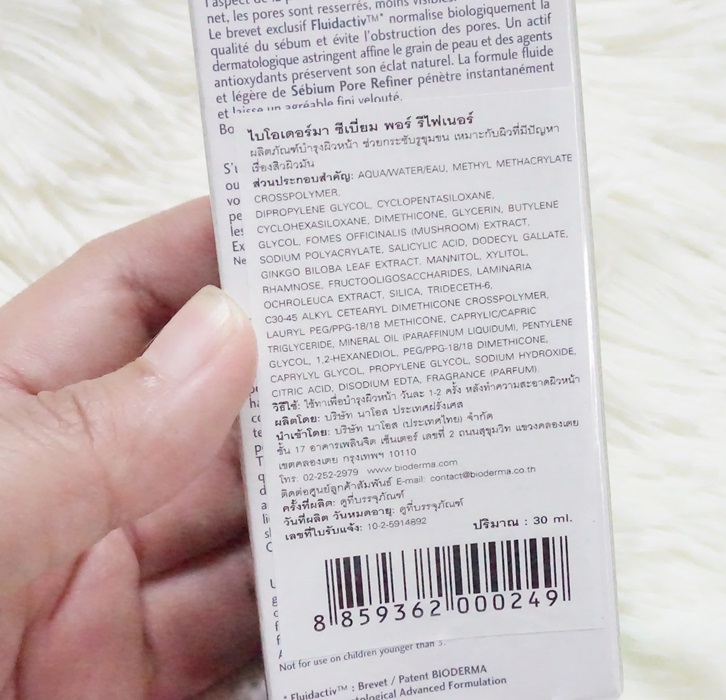 l'aspect de la
net, les pores sont resserrés, moins
Le brevet exclusif Fluidactiv™* normalise biologiquement la
qualité du sébum et évite l'obstruction des pores. Un actif
dermatologique astringent affine le grain de peau et des agents
antioxydants préservent son éclat naturel. La formule fluide
et légère de Sébium Pore Refiner pénètre instantanément
et laisse un agréable fini velouté.
ไบโอเดอร์มา ซีเบี่ยม พอร์ รีไฟเนอร์
ผลิตภัณฑ์บำรุงผิวหน้า ช่วยกระชับรูขุมขน เหมาะกับผิวที่มีปัญหา
เรื่องสิวผิวมัน
ส่วนประกอบสำคัญ: AQUA/WATER/EAU, METHYL METHACRYLATE
CROSSPOLYMER,
DIPROPYLENE GLYCOL, CYCLOPENTASILOXANE,
CYCLOHEXASILOXANE, DIMETHICONE, GLYCERIN, BUTYLENE
GLYCOL, FOMES OFFICINALIS (MUSHROOM) EXTRACT,
SODIUM POLYACRYLATE, SALICYLIC ACID, DODECYL GALLATE,
GINKGO BILOBA LEAF EXTRACT, MANNITOL, XYLITOL,
RHAMNOSE, FRUCTOOLIGOSACCHARIDES, LAMINARIA
OCHROLEUCA EXTRACT, SILICA, TRIDECETH-6,
C30-45 ALKYL CETEARYL DIMETHICONE CROSSPOLYMER,
LAURYL PEG/PPG-18/18 METHICONE, CAPRYLIC/CAPRIC
TRIGLYCERIDE, MINERAL OIL (PARAFFINUM LIQUIDUM), PENTYLENE
GLYCOL, 1,2-HEXANEDIOL, PEG/PPG-18/18 DIMETHICONE,
CAPRYLYL GLYCOL, PROPYLENE GLYCOL, SODIUM HYDROXIDE,
CITRIC ACID, DISODIUM EDTA, FRAGRANCE (PARFUM).
วิธีใช้: ใช้ทาเพื่อบำรุงผิวหน้า วันละ 1-2 ครั้ง หลังทำความสะอาดผิวหน้า
ผลิตโดย: บริษัท นาโอส ประเทศฝรั่งเศส
นำเข้าโดย: บริษัท นาโอส (ประเทศไทย) จำกัด
ชั้น 17 อาคารเพลินจิต เซ็นเตอร์ เลขที่ 2 ถนนสุขุมวิท แขวงคลองเตย
เขตคลองเตย กรุงเทพฯ 10110
โทร: 02-252-2979 www.bioderma.com
ติดต่อศูนย์ลูกค้าสัมพันธ์ E-mail: contact@bioderma.co.th
ครั้งที่ผลิต: ดูที่บรรจุภัณฑ์
วันที่ผลิต วันหมดอายุ: ดูที่บรรจุภัณฑ์
เลขที่ใบรับแจ้ง: 10-2-5914892
ปริมาณ : 30 ml.
8 859362 000249
Not for use on children younger than 3.
* Fluidactiv™ : Brevet / Patent BIODERMA
Advanced Formulation